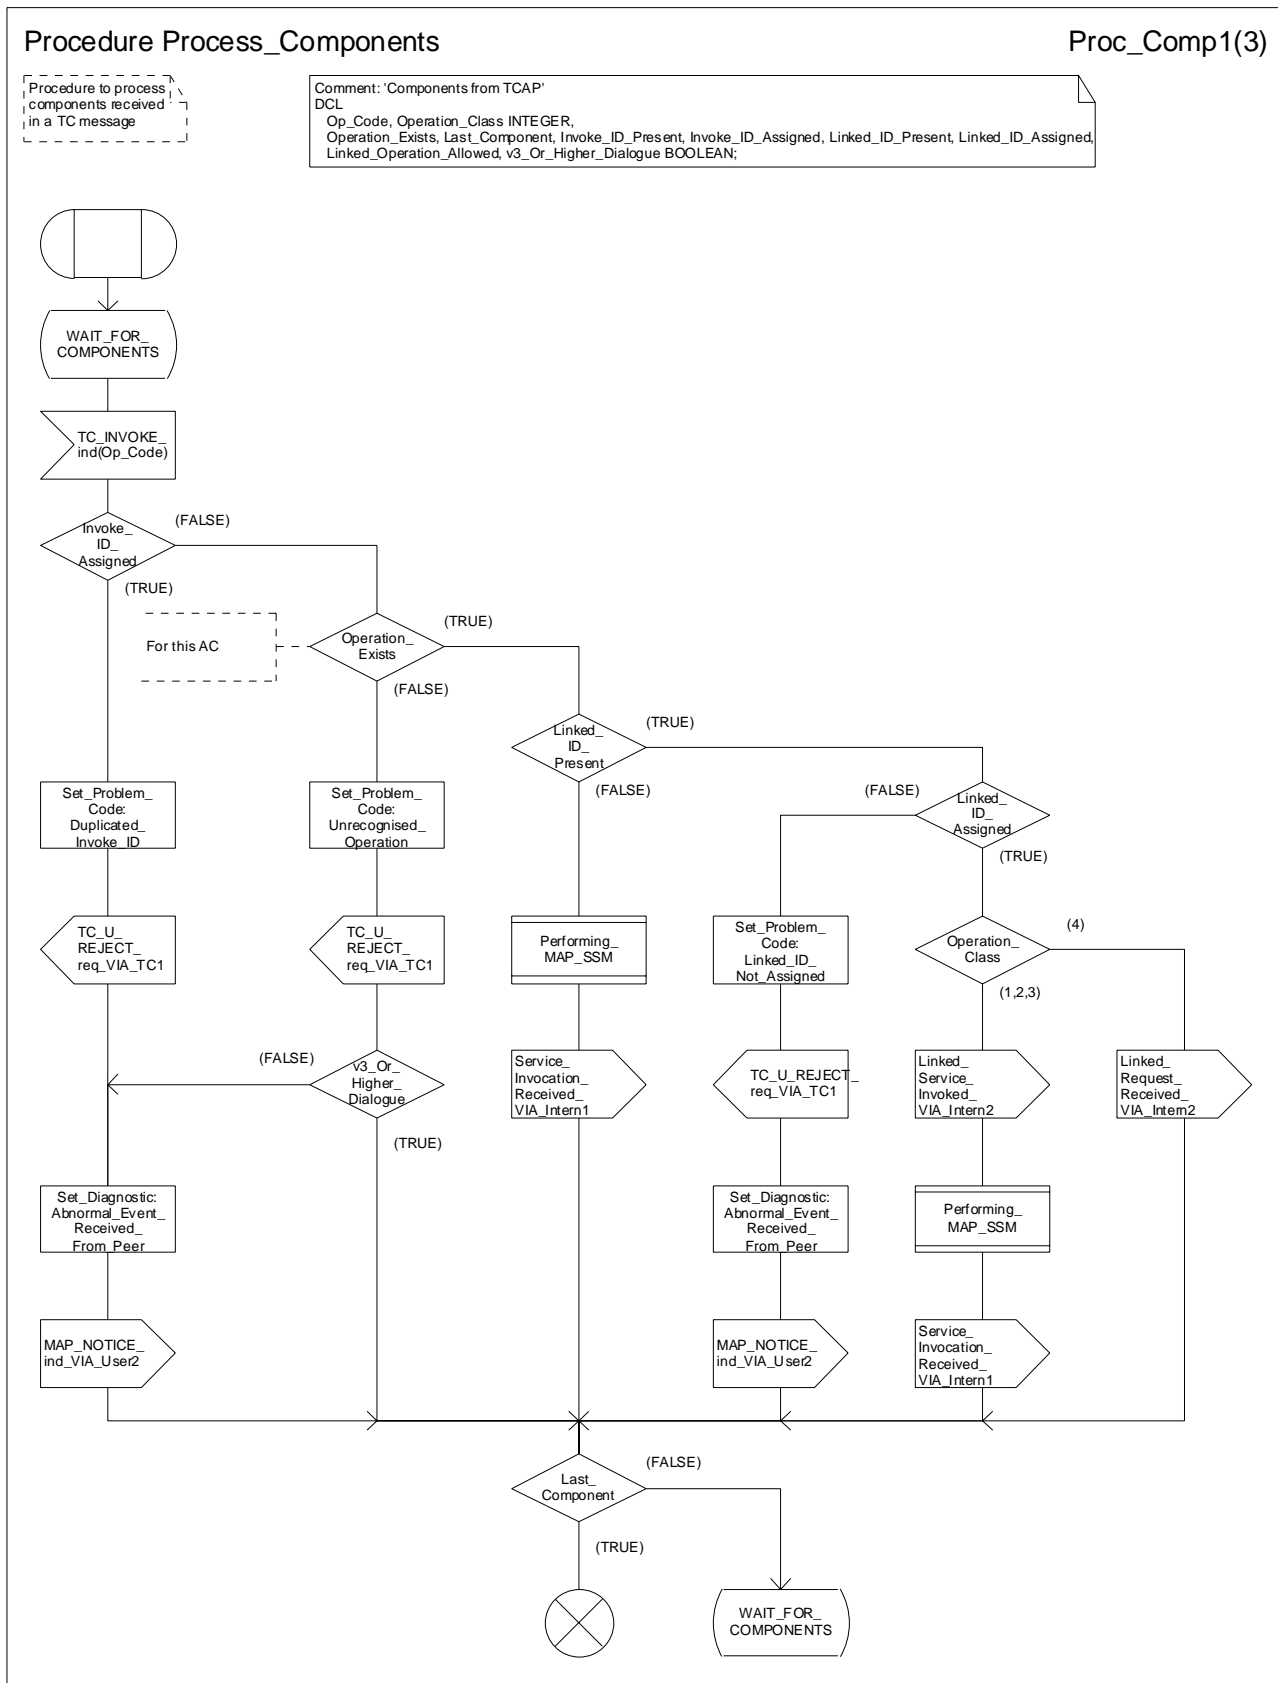 Procedure Process_Components
Proc_Comp1(3)
Procedure to process
components received
in a TC message
Comment: 'Components from TCAP'
DCL
Op_Code, Operation_Class INTEGER,
Operation_Exists, Last_Component, Invoke_ID_Present, Invoke_ID_Assigned, Linked_ID_Present, Linked_ID_Assigned,
Linked_Operation_Allowed, v3_Or_Higher_Dialogue BOOLEAN;
WAIT_FOR_
COMPONENTS
TC_INVOKE_
ind(Op_Code)
Invoke_
ID_
Assigned
(FALSE)
(TRUE)
For this AC
Operation_
Exists
(TRUE)
(FALSE)
Linked_
ID_
Present
(TRUE)
(FALSE)
Linked_
ID_
Assigned
(FALSE)
(TRUE)
Set_Problem_
Code:
Duplicated_
Invoke_ID
Set_Problem_
Code:
Unrecognised_
Operation
TC_U_
REJECT_
req_VIA_TC1
TC_U_
REJECT_
req_VIA_TC1
Performing_
MAP_SSM
Set_Problem_
Code:
Linked_ID_
Not_Assigned
Operation_
Class
(4)
(1,2,3)
(FALSE)
v3_Or_
Higher_
Dialogue
(TRUE)
Service_
Invocation_
Received_
VIA_Intern1
TC_U_REJECT_
req_VIA_TC1
Linked_
Service_
Invoked_
VIA_Intern2
Linked_
Request_
Received_
VIA_Intern2
Set_Diagnostic:
Abnormal_Event_
Received_
From_Peer
Set_Diagnostic:
Abnormal_Event_
Received_
From_Peer
Performing_
MAP_SSM
MAP_NOTICE_
ind_VIA_User2
MAP_NOTICE_
ind_VIA_User2
Service_
Invocation_
Received_
VIA_Intern1
Last_
Component
(FALSE)
(TRUE)
WAIT_FOR_
COMPONENTS